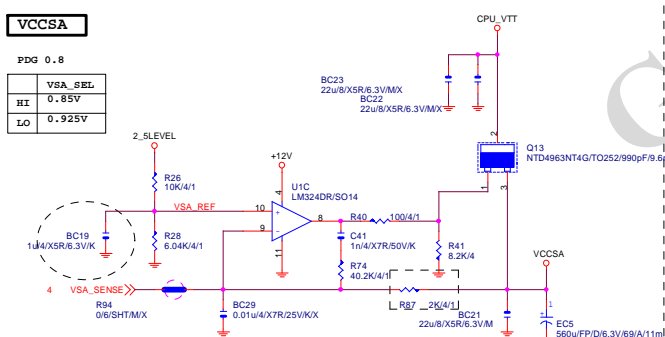 VCCSA
CPU_VTT
PDG 0.8
VSA_SEL
HI 0.85V
LO 0.925V
BC23
22u/8/X5R/6.3V/M/X
BC22
22u/8/X5R/6.3V/M/X
2
Q13
NTD4963NT4G/TO252/990pF/9.6
1
3
2_5LEVEL
R26
10K/4/1
+12V
4
U1C
LM324DR/SO14
VSA_REF
10
+
9
-
8
11
R40
100/4/1
BC19
1u/4/X5R/6.3V/K
R28
6.04K/4/1
C41
1n/4/X7R/50V/K
R41
8.2K/4
R74
40.2K/4/1
VCCSA
4 VSA_SENSE
R94
0/6/SHT/M/X
BC29
0.01u/4/X7R/25V/K/X
R87 2K/4/1
BC21
22u/8/X5R/6.3V/M
1
+
EC5
560u/FP/D/6.3V/69/A/11m